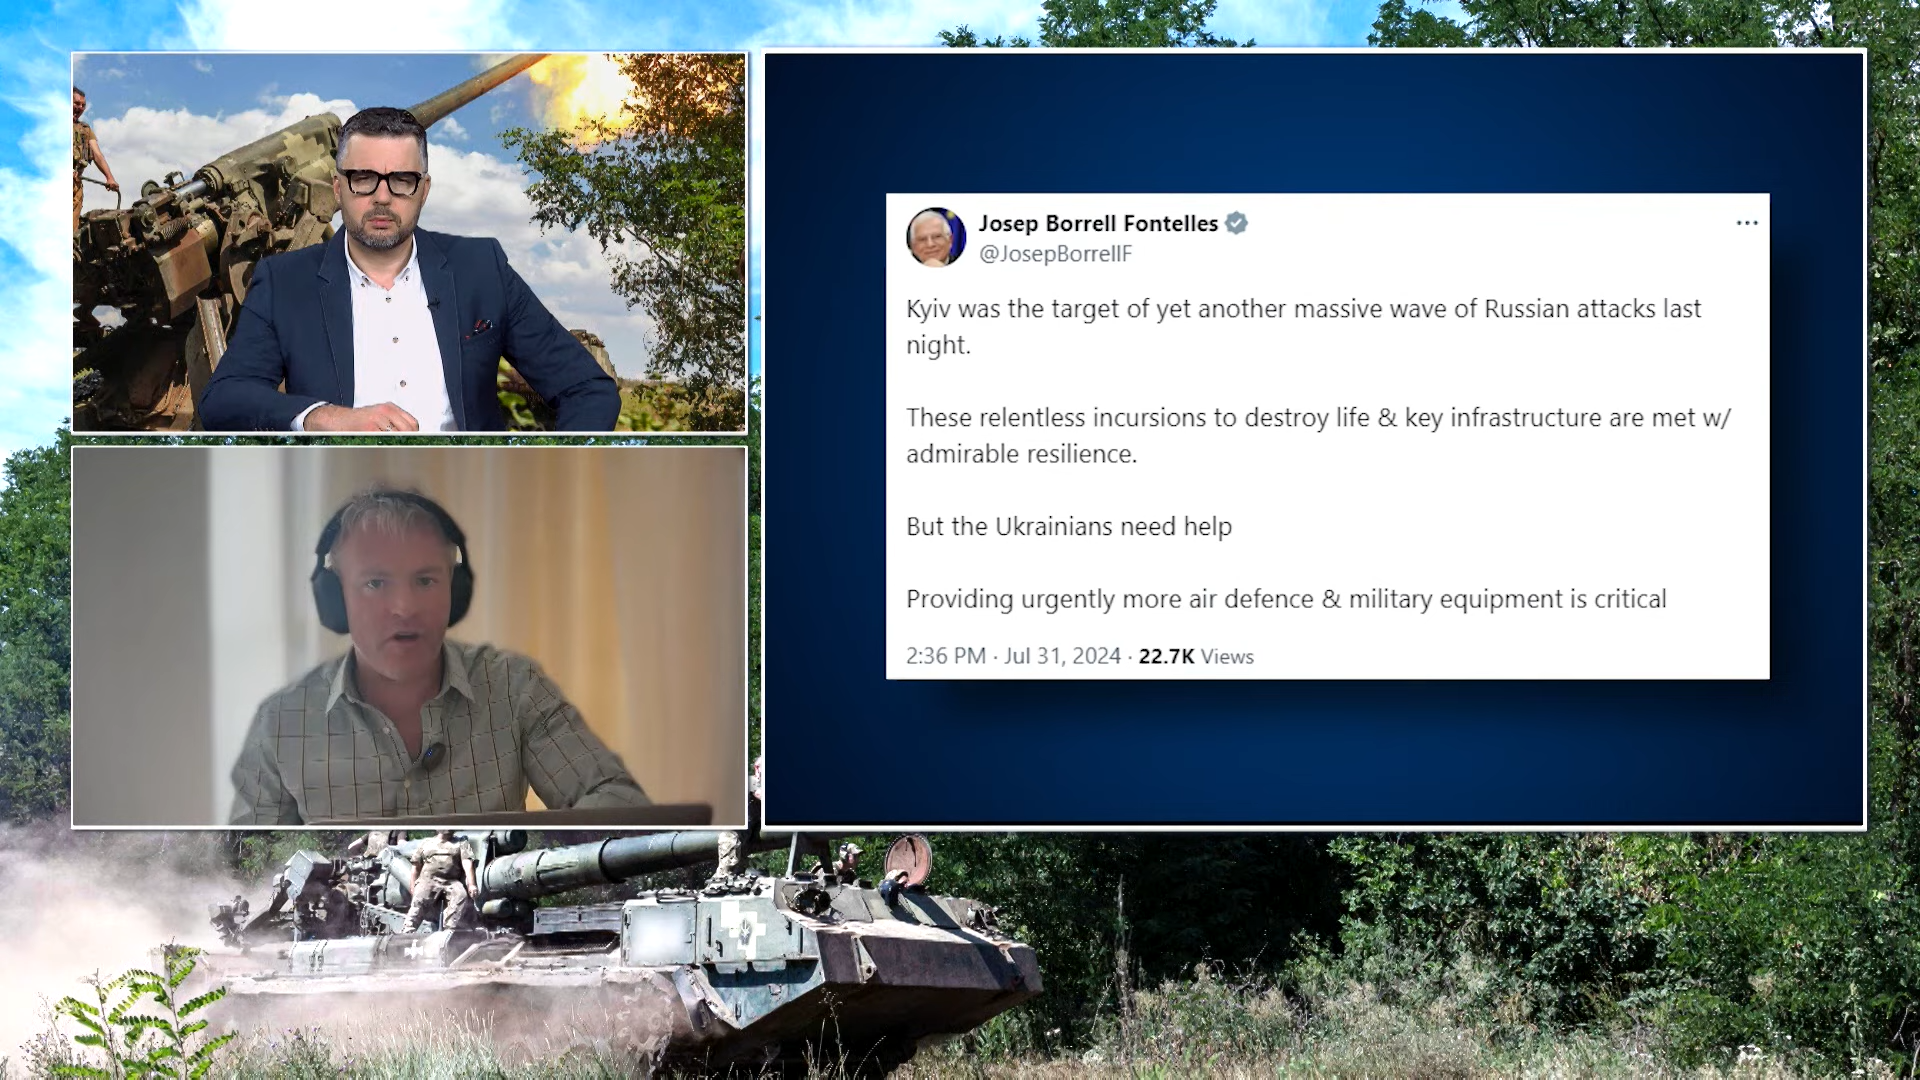 Josep Borrell Fontelles
@JosepBorrellF
Kyiv was the target of yet another massive wave of Russian attacks last
night.
These relentless incursions to destroy life & key infrastructure are met w/
admirable resilience.
But the Ukrainians need help
Providing urgently more air defence & military equipment is critical
2:36 PM · Jul 31, 2024 · 22.7K Views